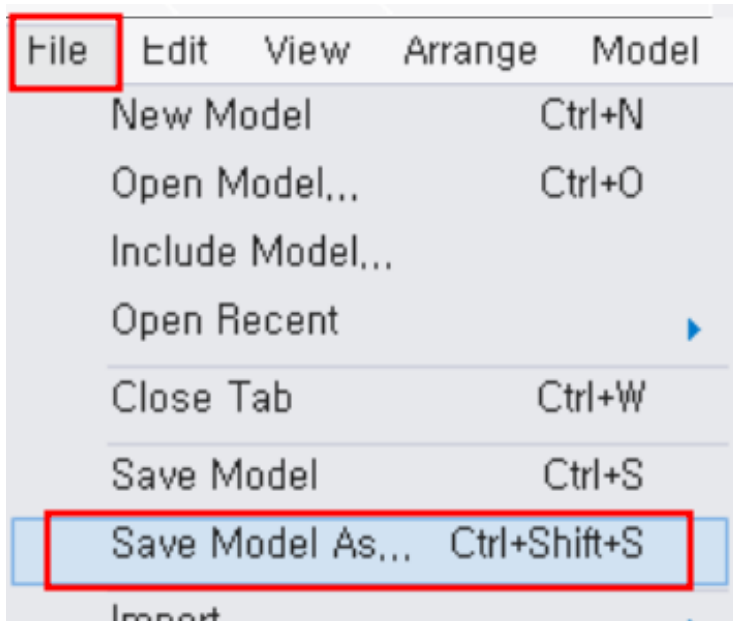 File Edit View Arrange Model
New Model Ctrl+N
Open Model... Ctrl+O
Include Model...
Open Recent
Close Tab Ctrl+W
Save Model Ctrl+S
Save Model As... Ctrl+Shift+S
Import